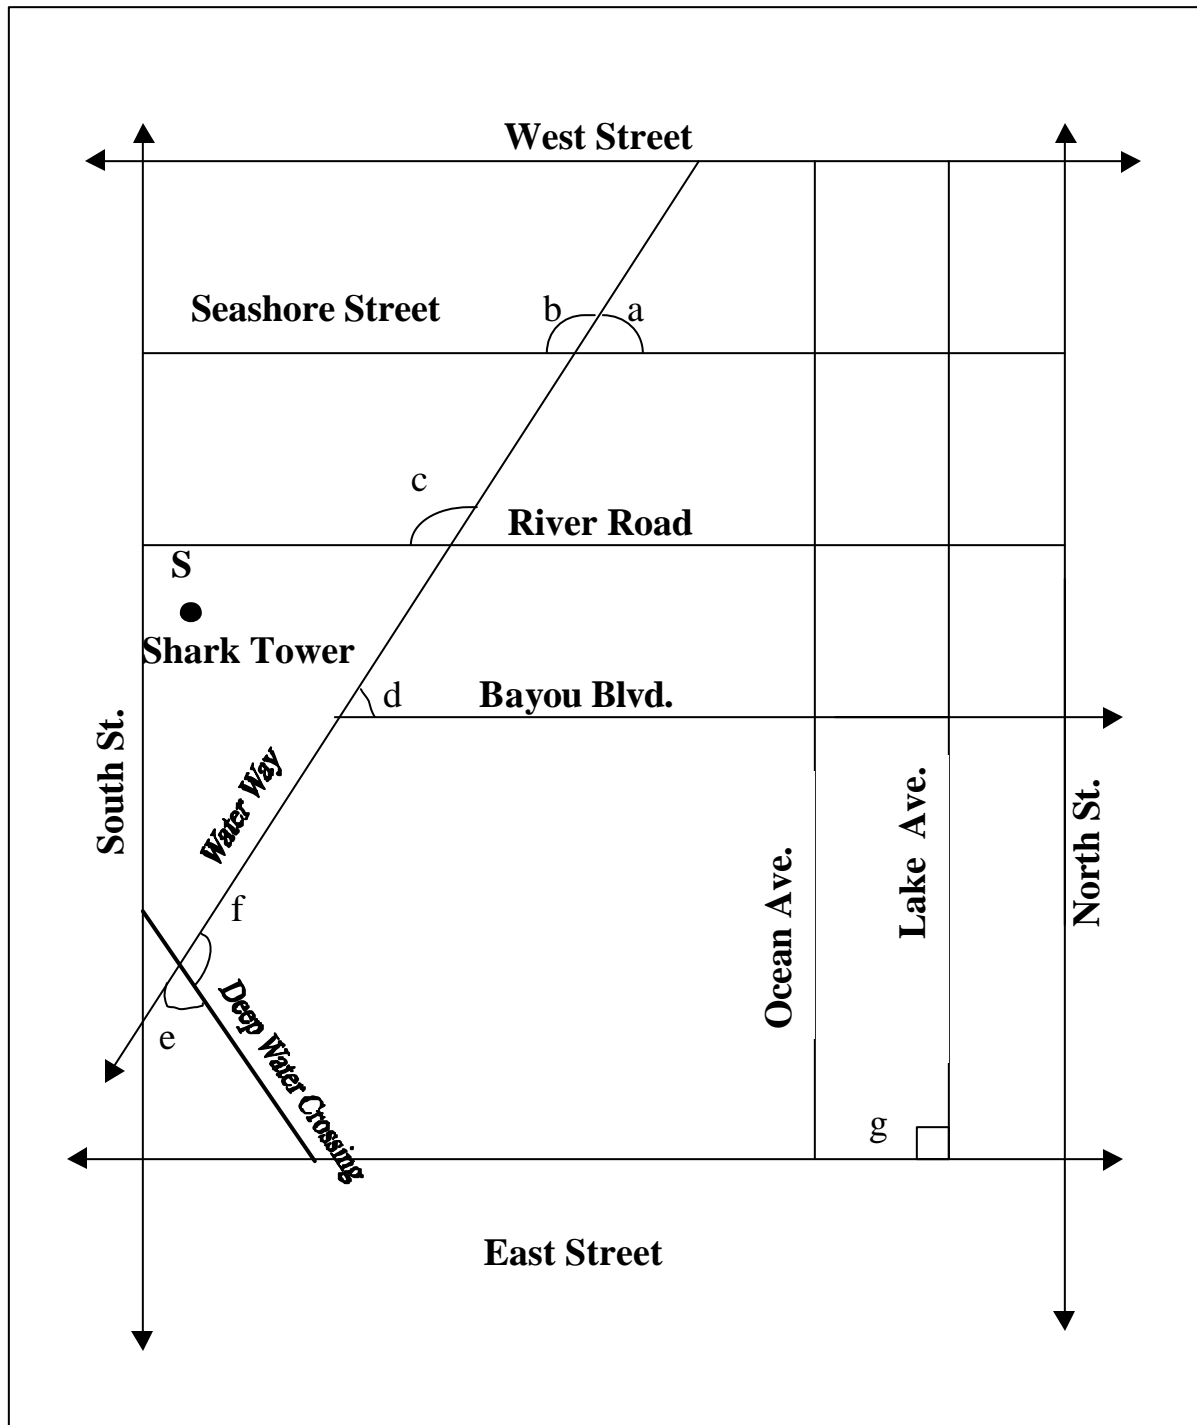 West Street
Seashore Street
b
a
c
River Road
S
Shark Tower
d
Bayou Blvd.
South St.
Water Way
Ocean Ave.
Lake Ave.
North St.
f
Deep Water Crossing
e
g
East Street